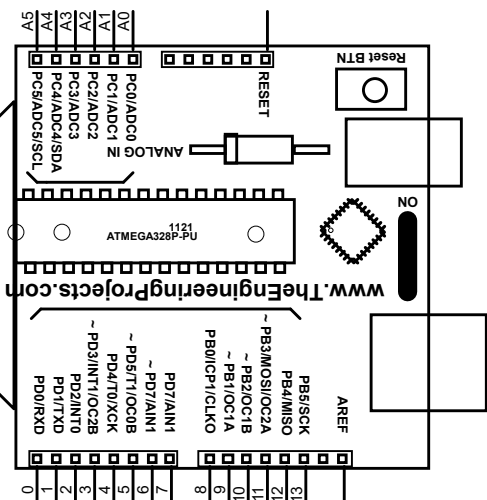 A5
A4
A3
A2
A1
A0
PC5/ADC5/SCL
PC4/ADC4/SDA
PC3/ADC3
PC2/ADC2
PC1/ADC1
PC0/ADC0
RESET
Reset BTN
ANALOG IN
ON
1121
ATMEGA328P-PU
www.TheEngineeringProjects.com
PD0/RXD
PD1/TXD
PD2/INT0
~ PD3/INT1/OC2B
PD4/T0/XCK
~ PD5/T1/OC0B
~ PD7/AIN1
PD7/AIN1
PB0/ICP1/CLKO
~ PB1/OC1A
~ PB2/OC1B
~ PB3/MOSI/OC2A
PB4/MISO
PB5/SCK
AREF
0
1
2
3
4
5
6
7
8
9
10
11
12
13